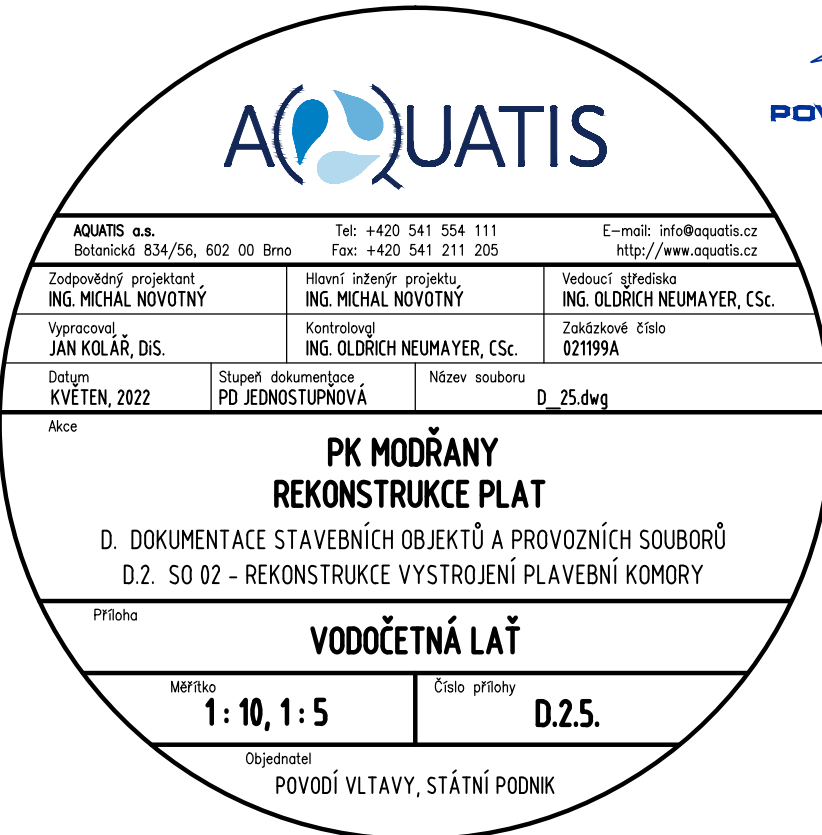 AQUATIS
POV
AQUATIS a.s. Tel: +420 541 554 111 E-mail: info@aquatis.cz
Botanická 834/56, 602 00 Brno Fax: +420 541 211 205 http://www.aquatis.cz
Zodpovědný projektant Hlavní inženýr projektu Vedoucí střediska
ING. MICHAL NOVOTNÝ ING. MICHAL NOVOTNÝ ING. OLDŘICH NEUMAYER, CSc.
Vypracoval Kontroloval Zakázkové číslo
JAN KOLÁŘ, DiS. ING. OLDŘICH NEUMAYER, CSc. 021199A
Datum Stupeň dokumentace Název souboru
KVĚTEN, 2022 PD JEDNOSTUPŇOVÁ D_25.dwg
Akce
PK MODŘANY
REKONSTRUKCE PLAT
D. DOKUMENTACE STAVEBNÍCH OBJEKTŮ A PROVOZNÍCH SOUBORŮ
D.2. SO 02 - REKONSTRUKCE VYSTROJENÍ PLAVEBNÍ KOMORY
Příloha
VODOČETNÁ LAŤ
Měřítko Číslo přílohy
1 : 10, 1 : 5 D.2.5.
Objednatel
POVODÍ VLTAVY, STÁTNÍ PODNIK